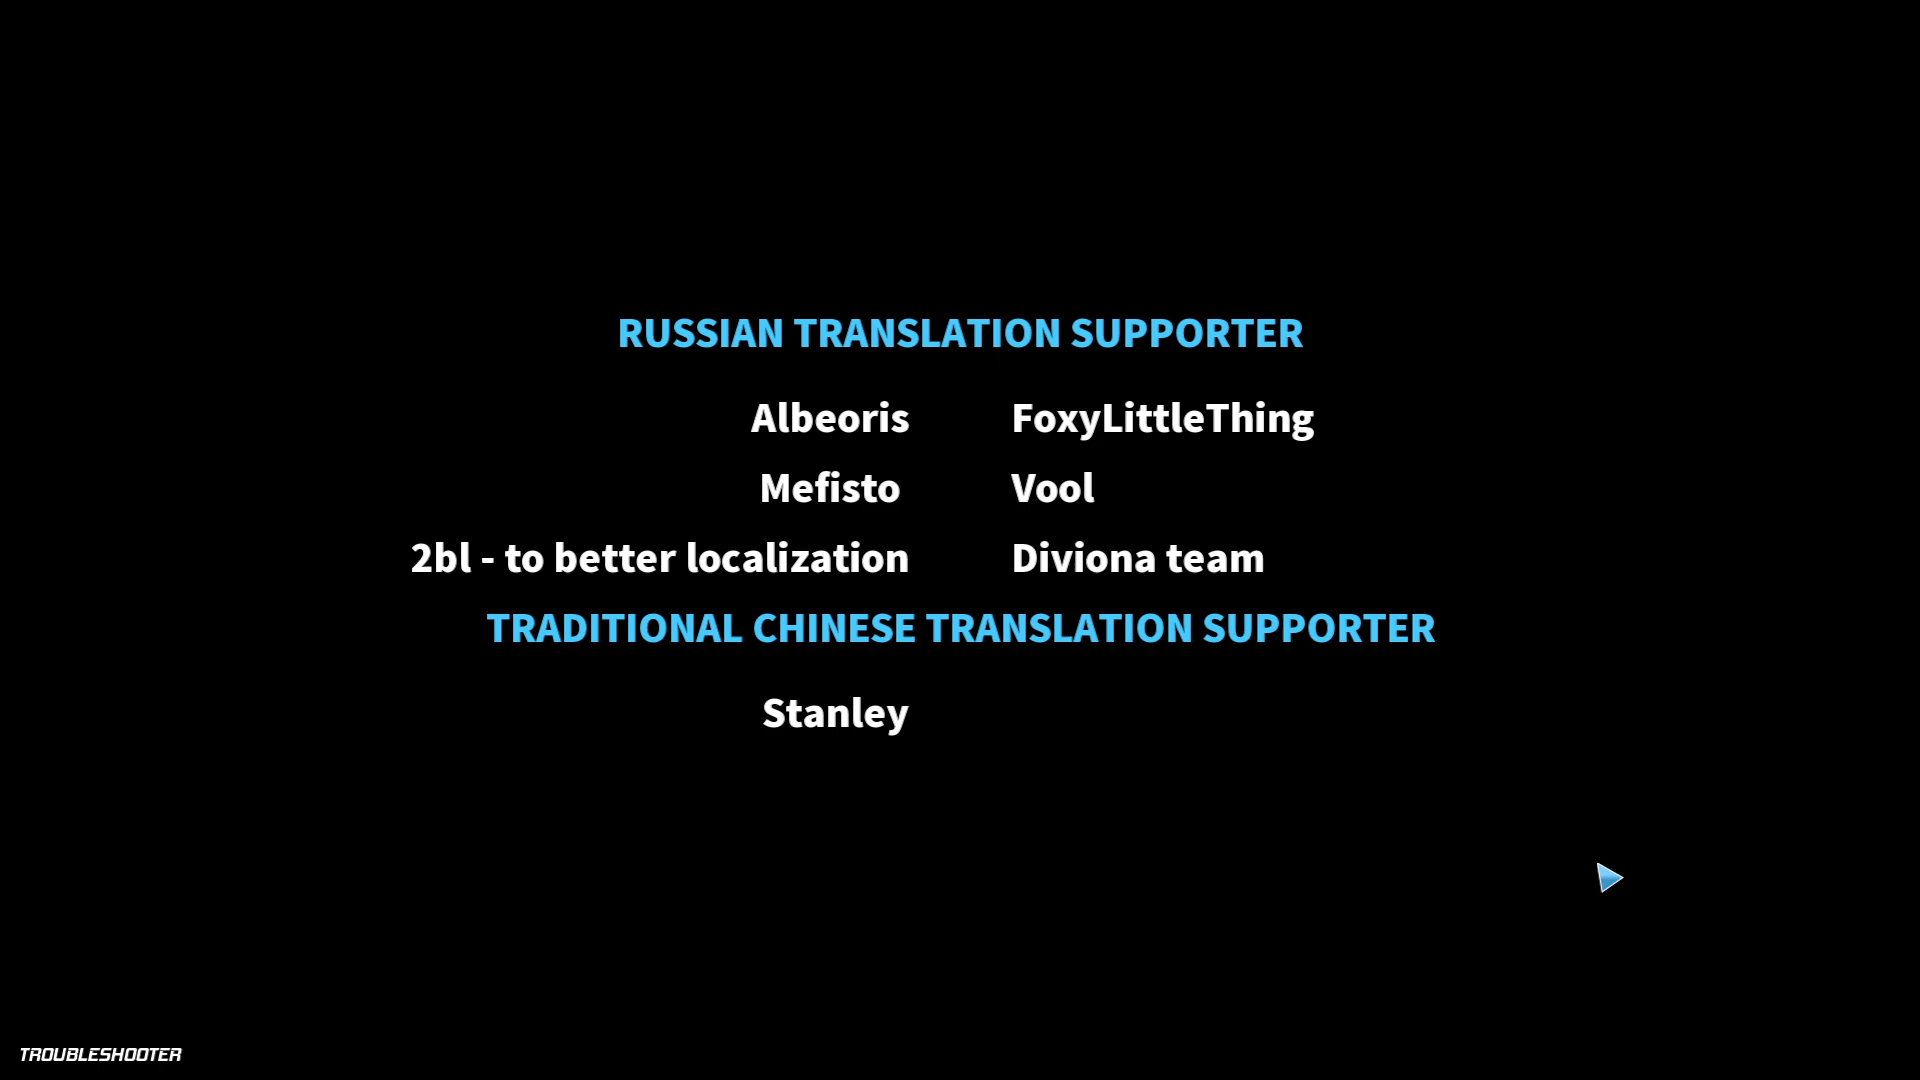 RUSSIAN TRANSLATION SUPPORTER
Albeoris FoxyLittleThing
Mefisto Vool
2bl - to better localization Diviona team
TRADITIONAL CHINESE TRANSLATION SUPPORTER
Stanley
TROUBLESHOOTER